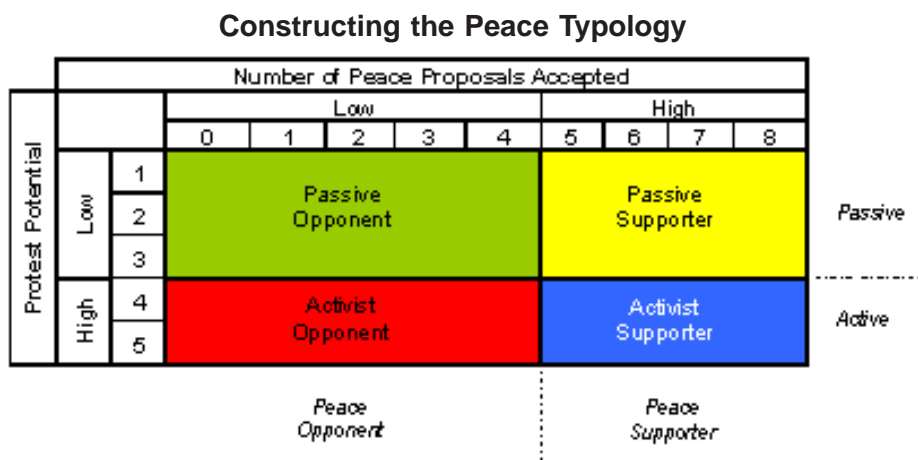 Constructing the Peace Typology
Number of Peace Proposals Accepted
Low High
0 1 2 3 4 5 6 7 8
Protest Potential
Low
1
2
3
Passive
Opponent
Passive
Supporter
Passive
High
4
5
Activist
Opponent
Activist
Supporter
Active
Peace
Opponent
Peace
Supporter